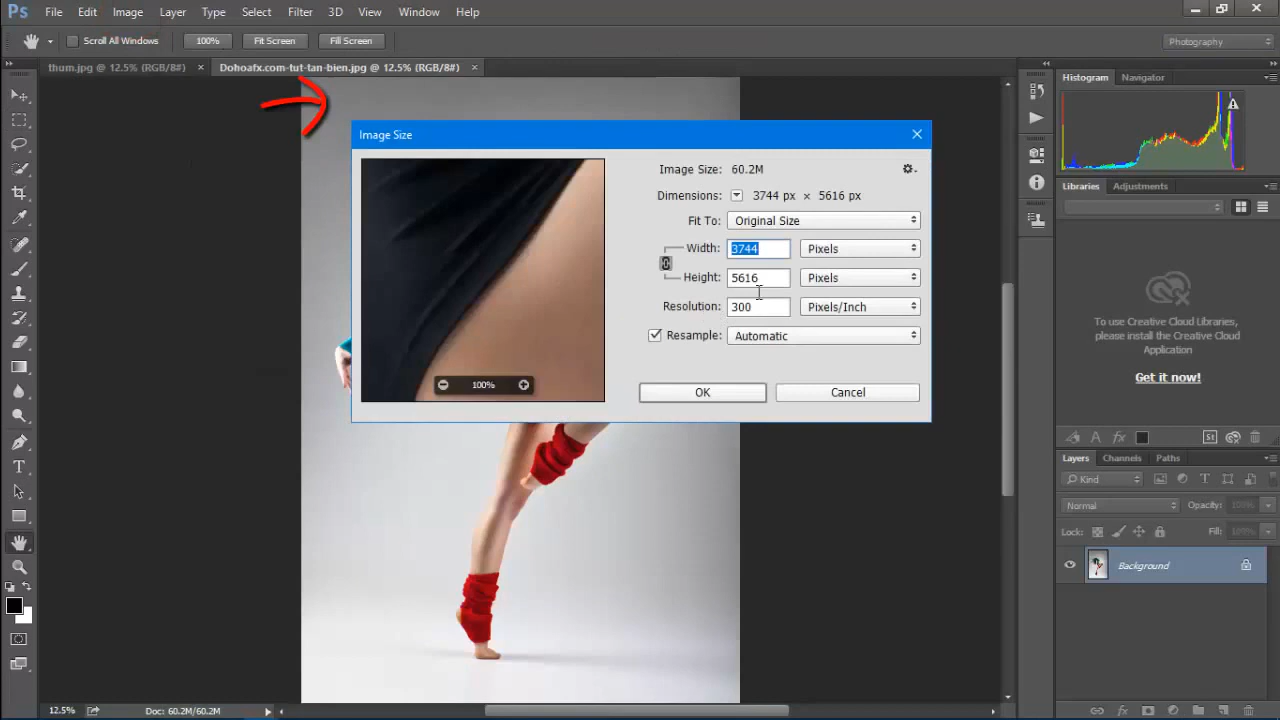 Ps File Edit Image Layer Type Select Filter 3D View Window Help
Scroll All Windows 100% Fit Screen Fill Screen Photography
thum.jpg @ 12.5% (RGB/8#) × Dohoafx.com-tut-tan-bien.jpg @ 12.5% (RGB/8#) ×
Histogram Navigator
Image Size
Image Size: 60.2M
Dimensions: 3744 px × 5616 px
Fit To: Original Size
Width: 3744 Pixels
Height: 5616 Pixels
Resolution: 300 Pixels/Inch
Resample: Automatic
100%
OK Cancel
Libraries Adjustments
To use Creative Cloud Libraries,
please install the Creative Cloud
Application
Get it now!
St
Layers Channels Paths
Kind
Normal Opacity: 100%
Lock: Fill: 100%
Background
12.5% Doc: 60.2M/60.2M